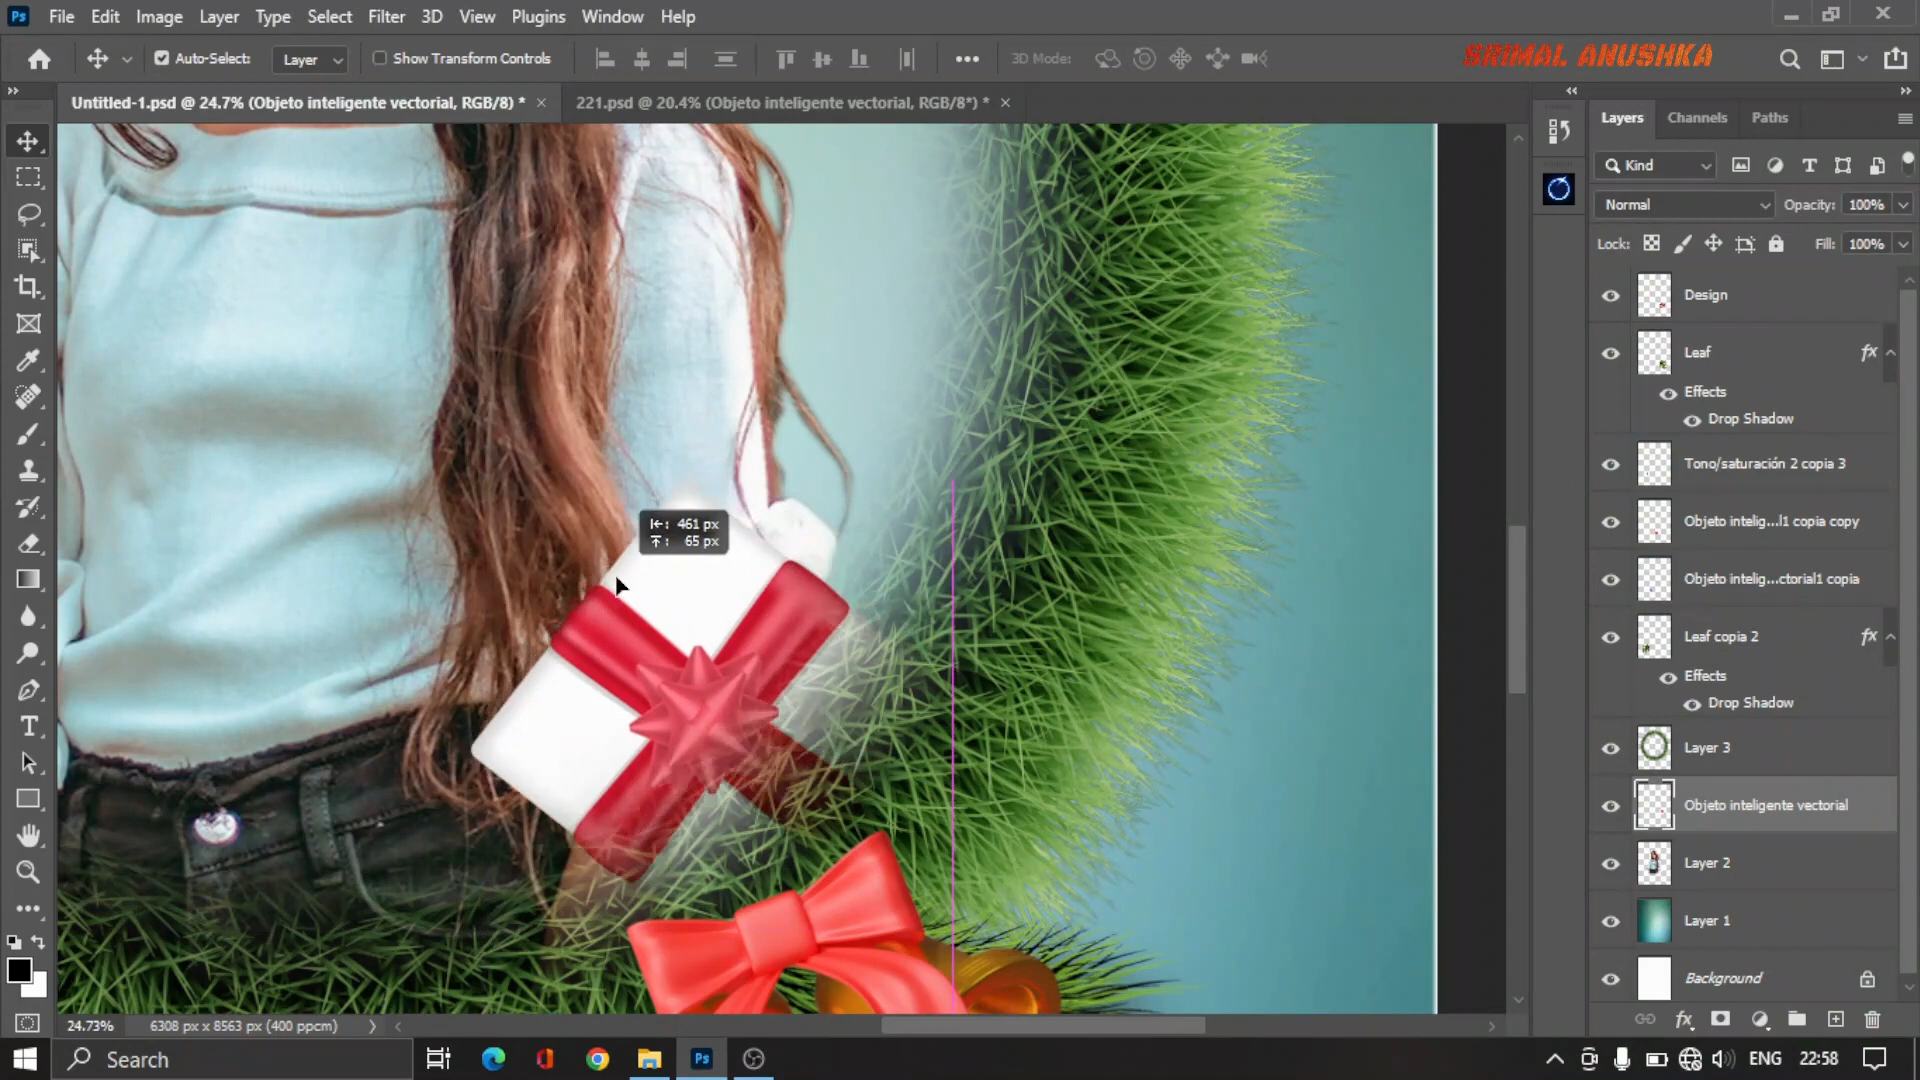 File Edit Image Layer Type Select Filter 3D View Plugins Window Help
Auto-Select: Layer Show Transform Controls 3D Mode: SRIMAL ANUSHKA
Untitled-1.psd @ 24.7% (Objeto inteligente vectorial, RGB/8) * 221.psd @ 20.4% (Objeto inteligente vectorial, RGB/8*) *
Layers Channels Paths
Kind
Normal Opacity: 100%
Lock: Fill: 100%
Design
Leaf fx
Effects
Drop Shadow
Tono/saturación 2 copia 3
Objeto intelig...l1 copia copy
Objeto intelig...ctorial1 copia
Leaf copia 2 fx
Effects
Drop Shadow
Layer 3
Objeto inteligente vectorial
Layer 2
Layer 1
Background
461 px
65 px
24.73% 6308 px x 8563 px (400 ppcm)
Search ENG 22:58